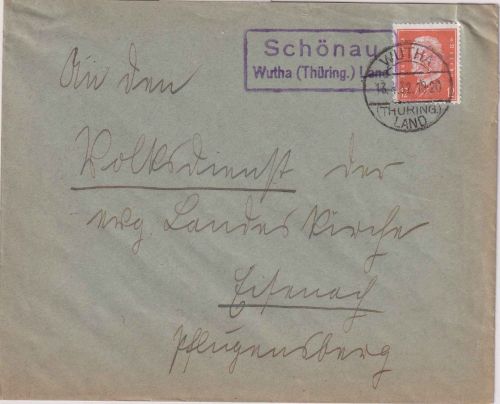 Schönau
Wutha (Thüring.) Land
WUTHA
(THÜRING.)
LAND
An den
Volksdienst der
evg. Landeskirche
Eisenach
Pflugensberg